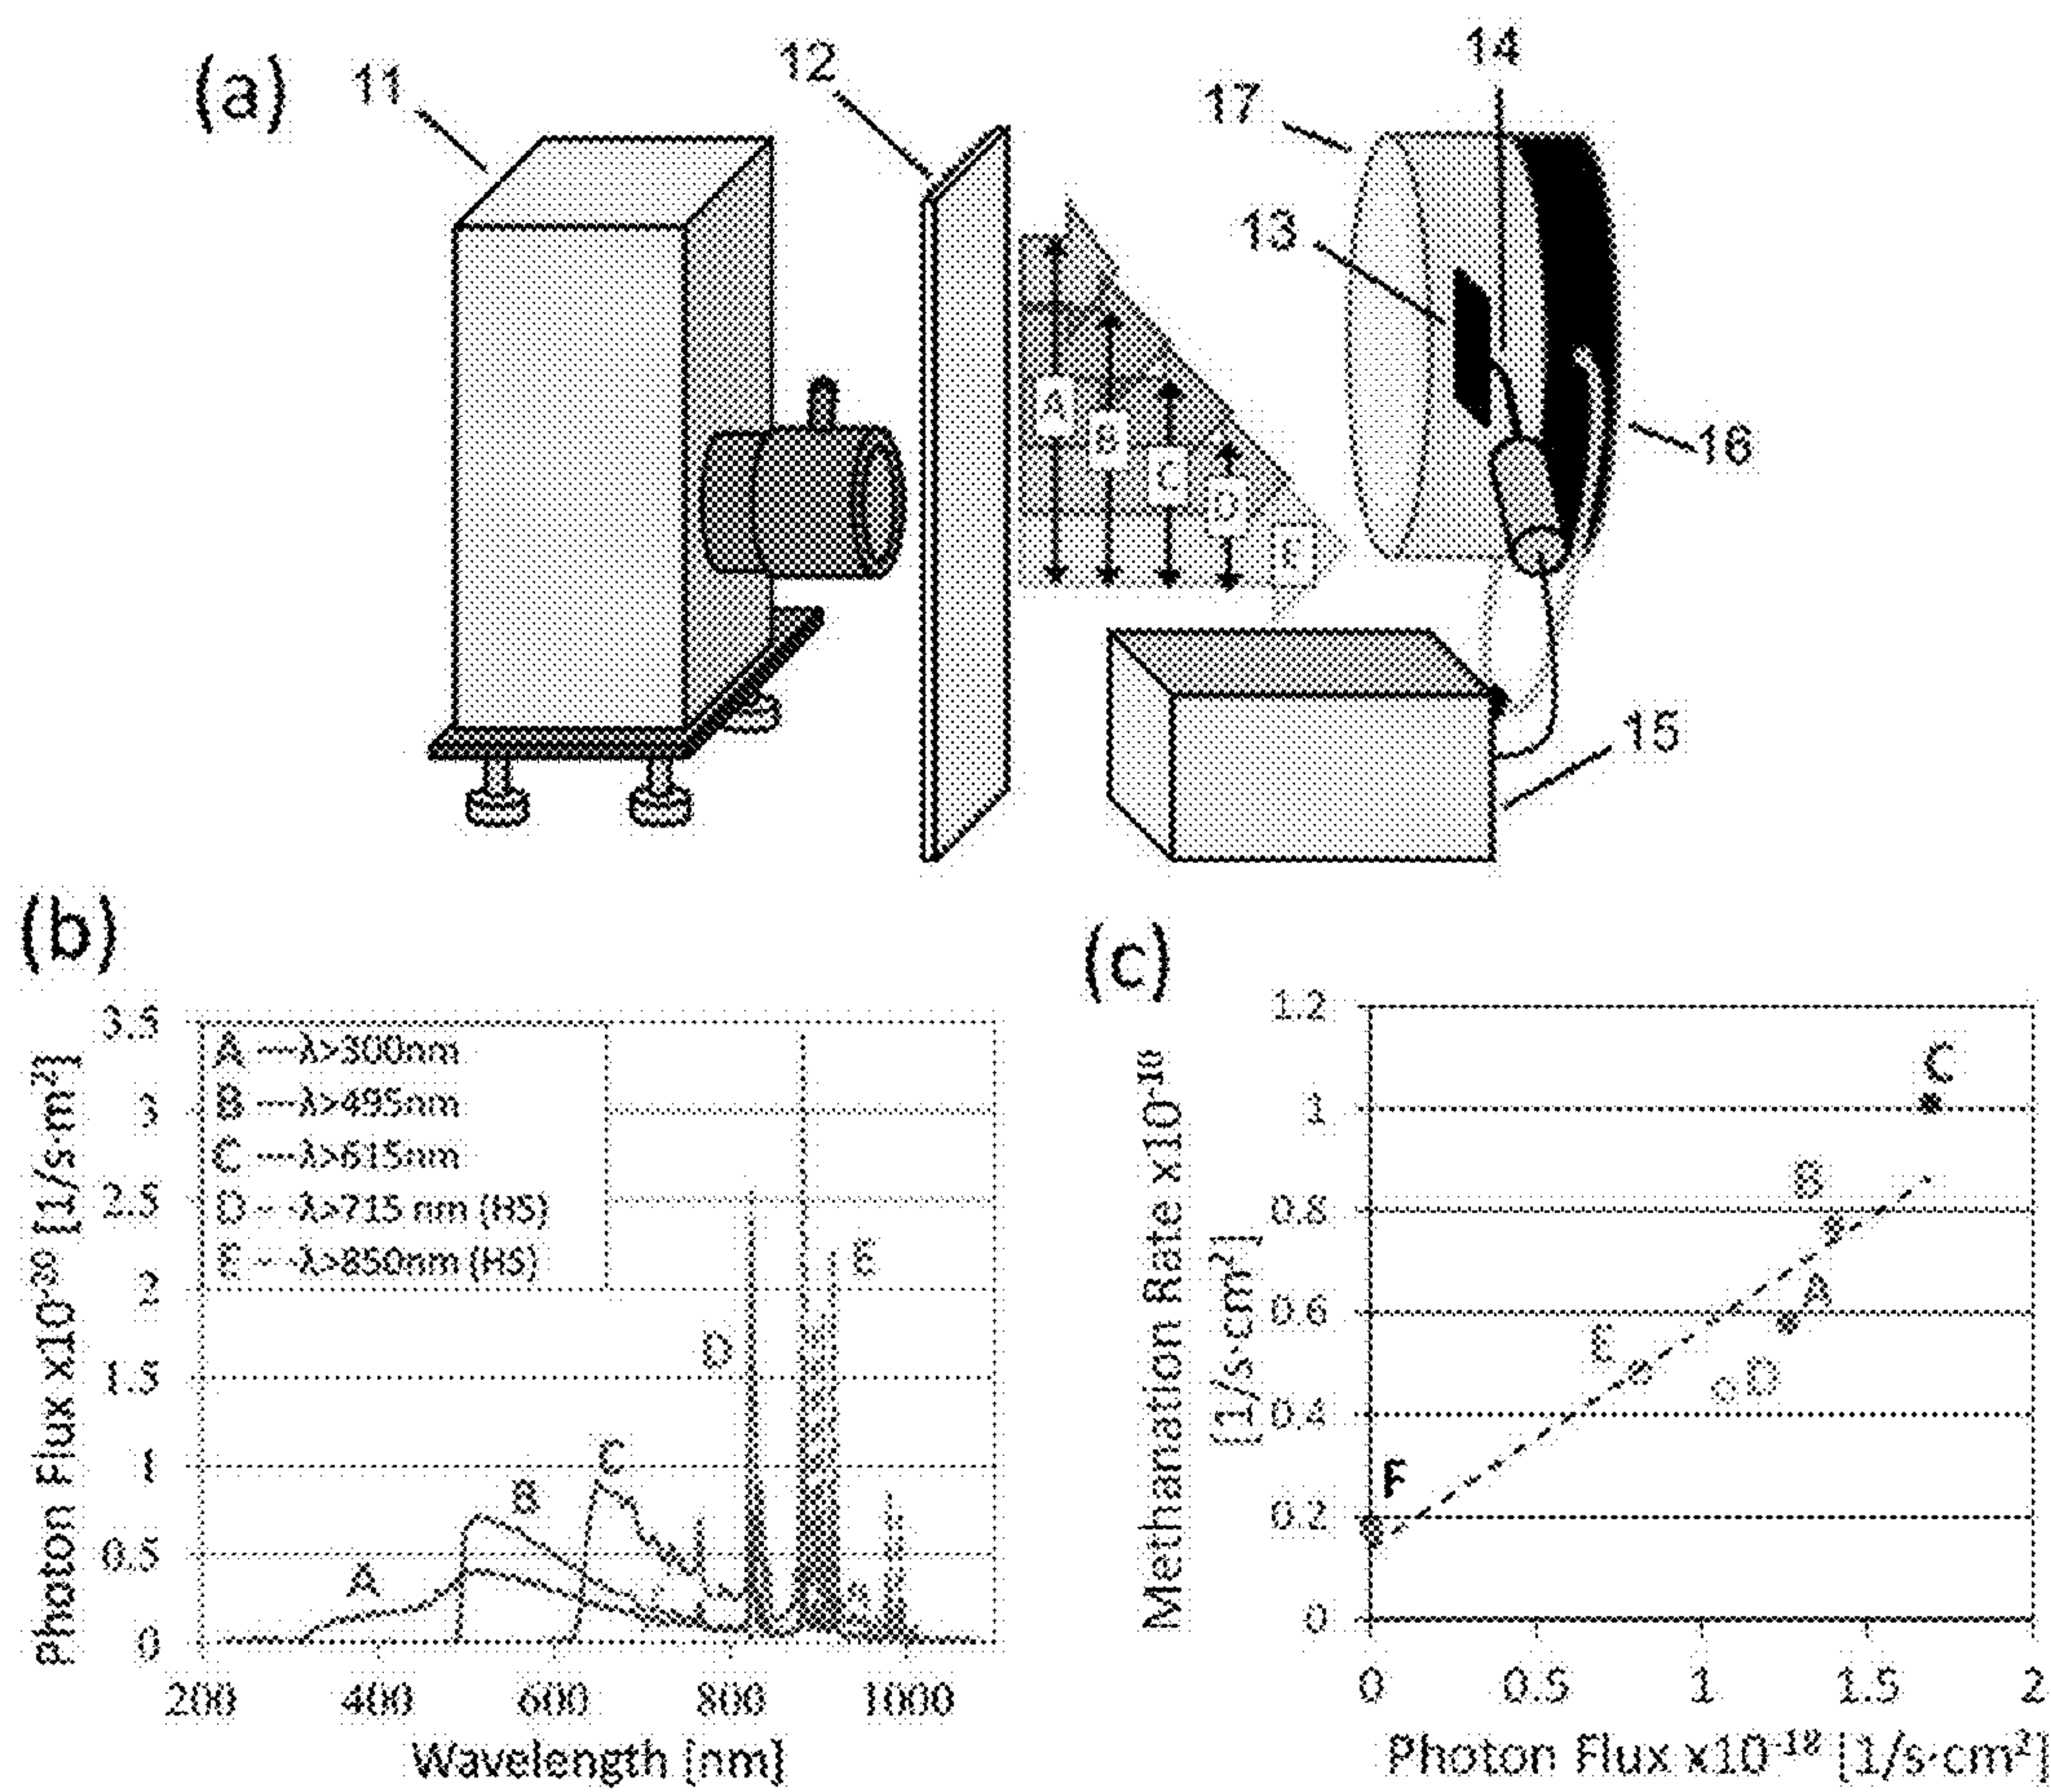 (a)
11
12
14
17
13
16
15
A
B
C
D
E
(b)
Photon Flux x10⁻²⁰ [1/s·m²]
3.5
3
2.5
2
1.5
1
0.5
0
A ---λ>300nm
B ---λ>495nm
C ---λ>615nm
D - --λ>715 nm (HS)
E - --λ>850nm (HS)
A
B
C
D
E
200
400
600
800
1000
Wavelength [nm]
(c)
Methanation Rate x10⁻¹⁸
[1/s·cm²]
1.2
1
0.8
0.6
0.4
0.2
0
C
B
A
E
D
F
0
0.5
1
1.5
2
Photon Flux x10⁻¹⁸ [1/s·cm²]